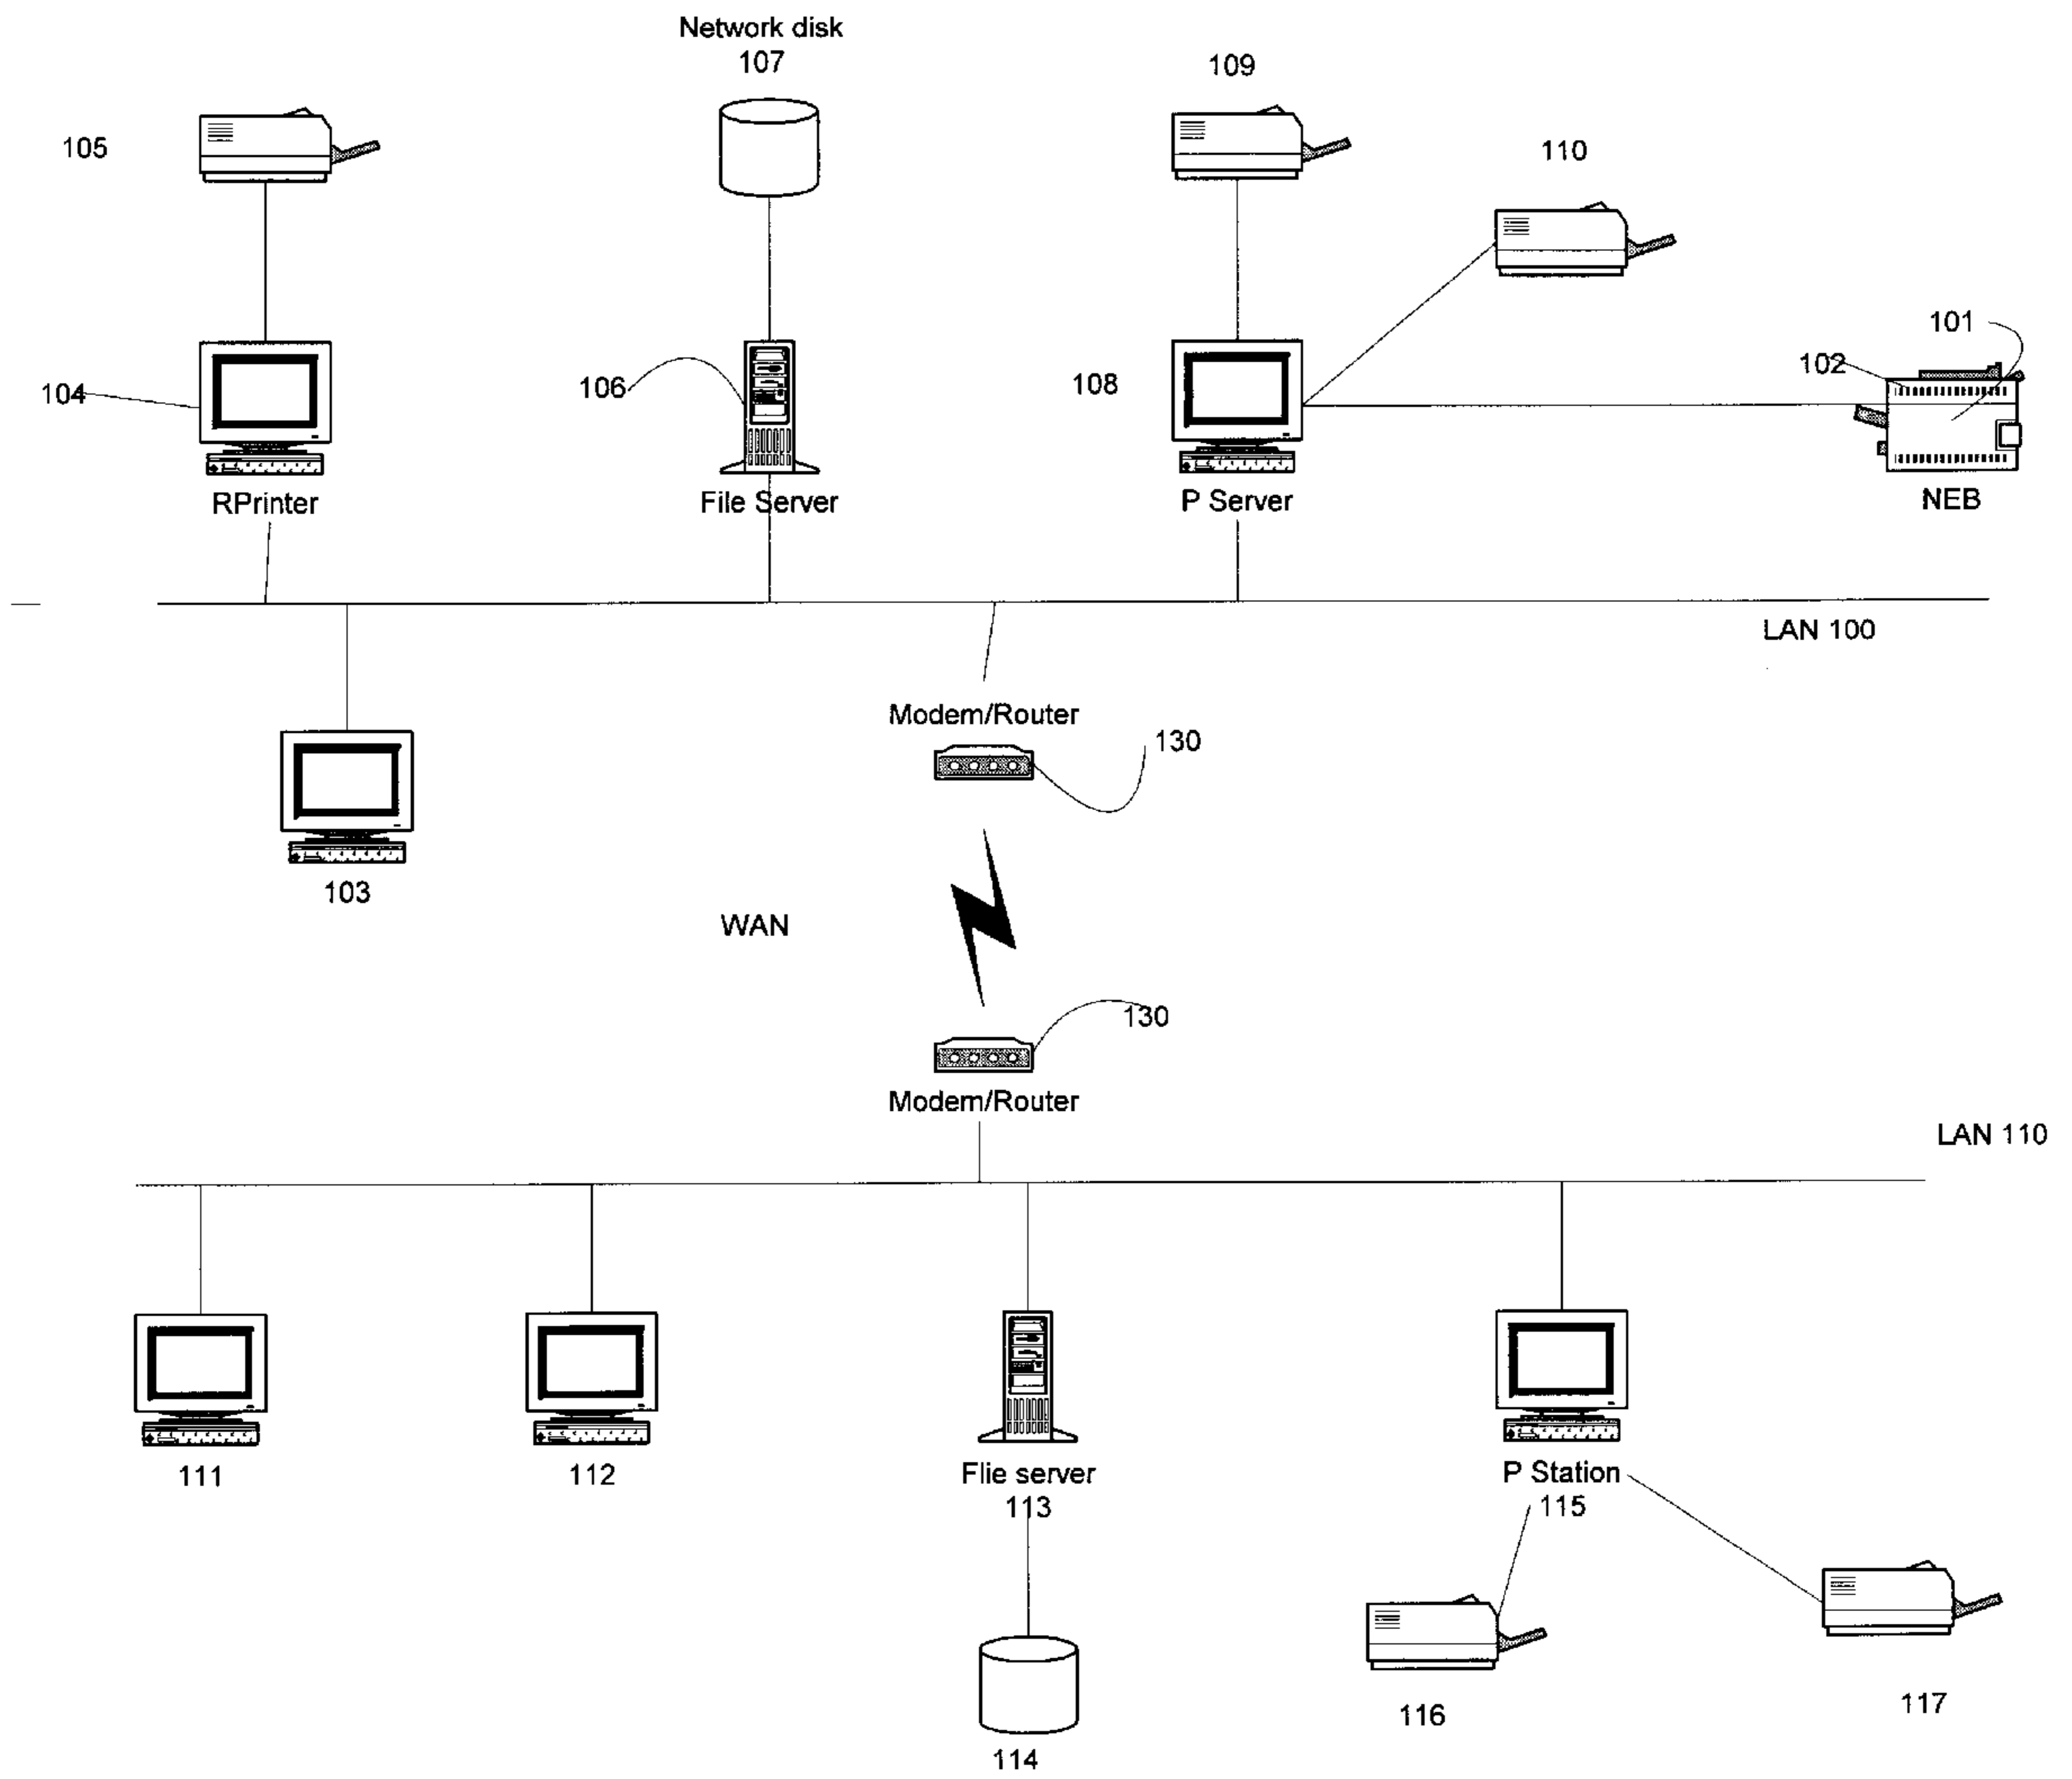 Network disk
107
109
105
110
101
102
104
106
108
RPrinter
File Server
P Server
NEB
LAN 100
Modem/Router
130
103
WAN
130
Modem/Router
LAN 110
111
112
Flie server
113
P Station
115
116
117
114